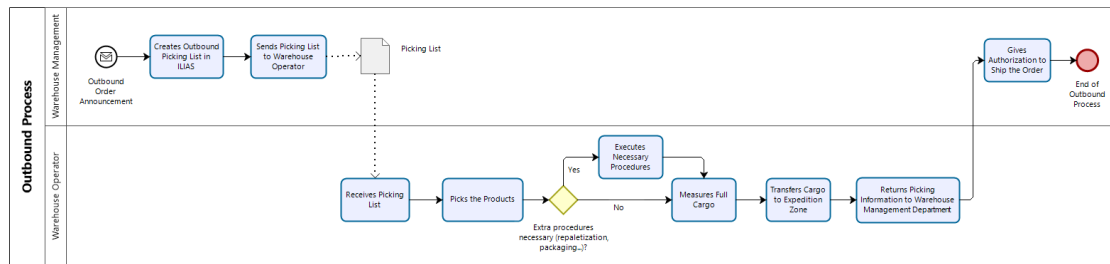 Outbound Process
Warehouse Management
Outbound
Order
Announcement
Creates Outbound
Picking List in
ILIAS
Sends Picking List
to Warehouse
Operator
Picking List
Gives
Authorization to
Ship the Order
End of
Outbound
Process
Warehouse Operator
Receives Picking
List
Picks the Products
Extra procedures
necessary (repaletization,
packaging...)?
Yes
No
Executes
Necessary
Procedures
Measures Full
Cargo
Transfers Cargo
to Expedition
Zone
Returns Picking
Information to Warehouse
Management Department